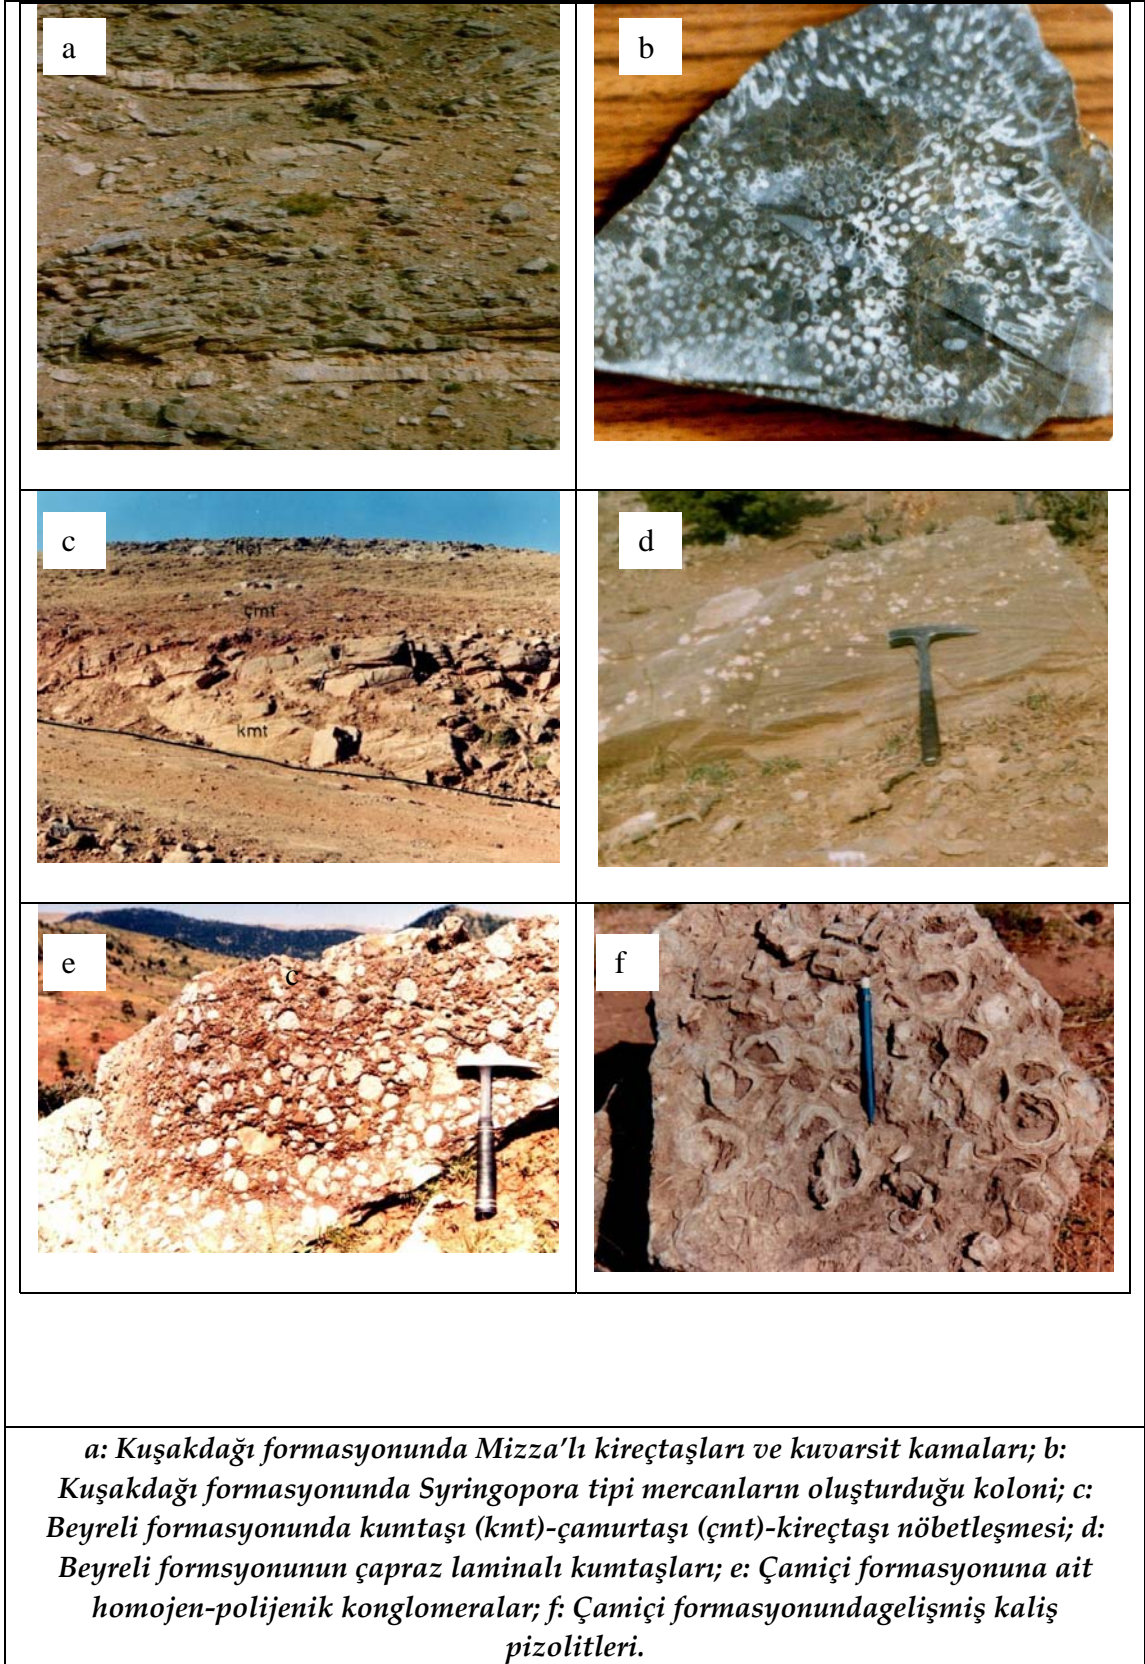 a
b
c
d
kçt
çmt
kmt
e
c
f
a: Kuşakdağı formasyonunda Mizza’lı kireçtaşları ve kuvarsit kamaları; b:
Kuşakdağı formasyonunda Syringopora tipi mercanların oluşturduğu koloni; c:
Beyreli formasyonunda kumtaşı (kmt)-çamurtaşı (çmt)-kireçtaşı nöbetleşmesi; d:
Beyreli formsyonunun çapraz laminalı kumtaşları; e: Çamiçi formasyonuna ait
homojen-polijenik konglomeralar; f: Çamiçi formasyonundagelişmiş kaliş
pizolitleri.